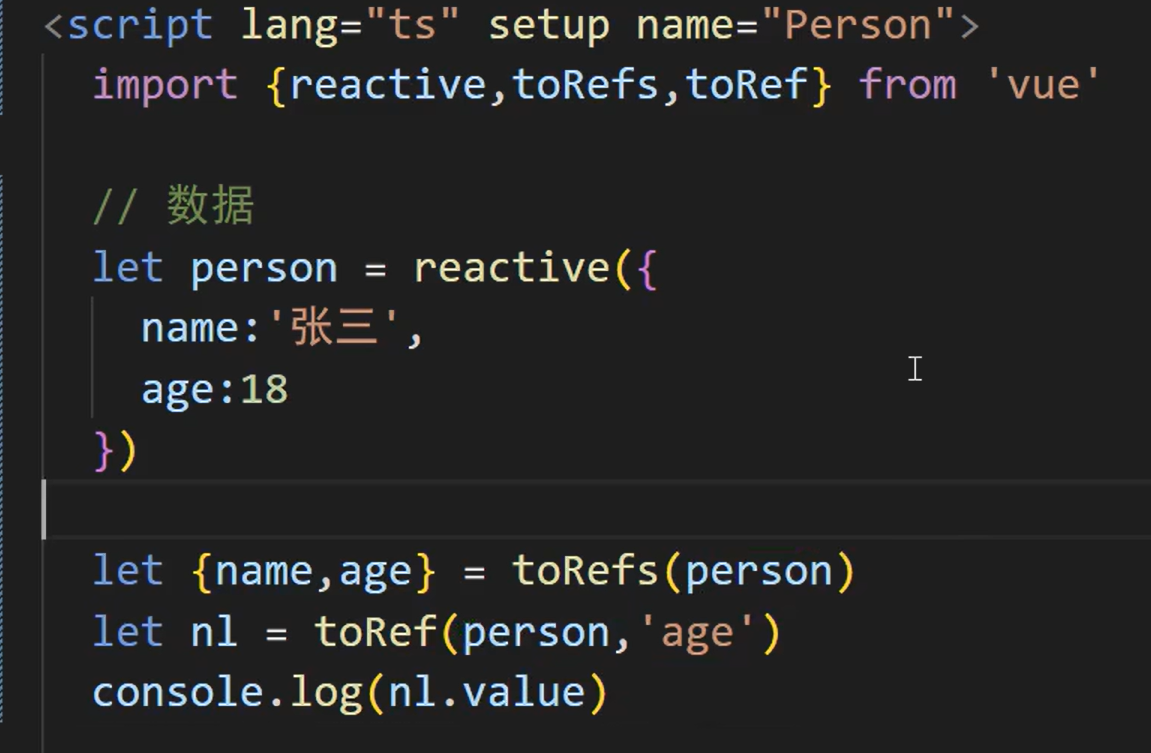 <script lang="ts" setup name="Person">
import {reactive,toRefs,toRef} from 'vue'
// 数据
let person = reactive({
name:'张三',
age:18
})
let {name,age} = toRefs(person)
let nl = toRef(person,'age')
console.log(nl.value)